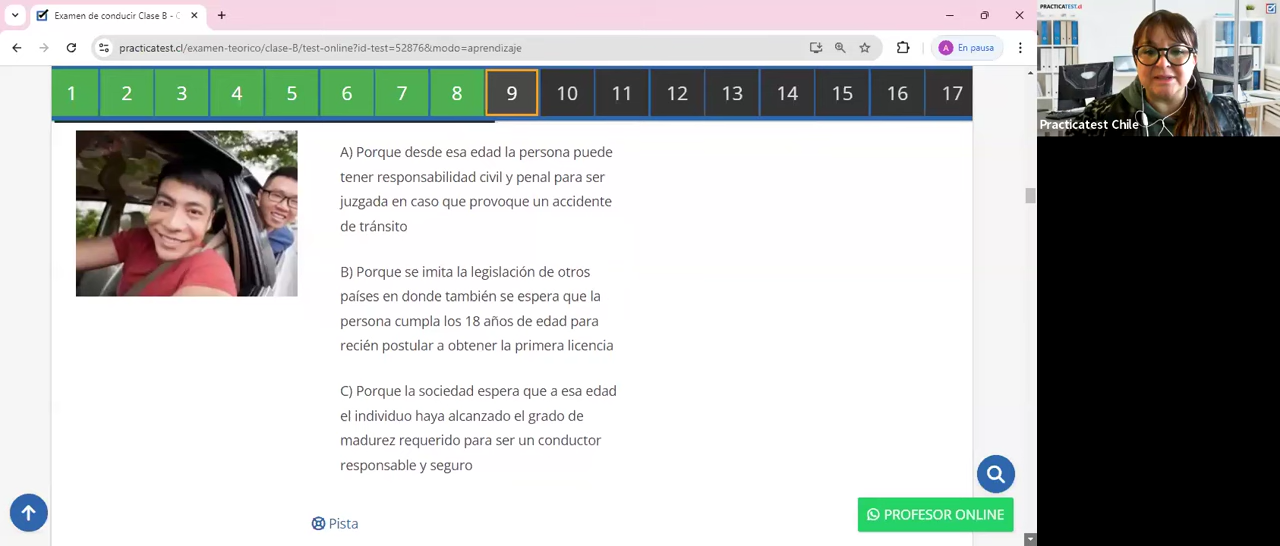 Examen de conducir Clase B - C
practicatest.cl/examen-teorico/clase-B/test-online?id-test=52876&modo=aprendizaje
A
En pausa
1 2 3 4 5 6 7 8 9 10 11 12 13 14 15 16 17
A) Porque desde esa edad la persona puede
tener responsabilidad civil y penal para ser
juzgada en caso que provoque un accidente
de tránsito
B) Porque se imita la legislación de otros
países en donde también se espera que la
persona cumpla los 18 años de edad para
recién postular a obtener la primera licencia
C) Porque la sociedad espera que a esa edad
el individuo haya alcanzado el grado de
madurez requerido para ser un conductor
responsable y seguro
Pista
PROFESOR ONLINE
PRACTICATEST.cl
Practicatest Chile